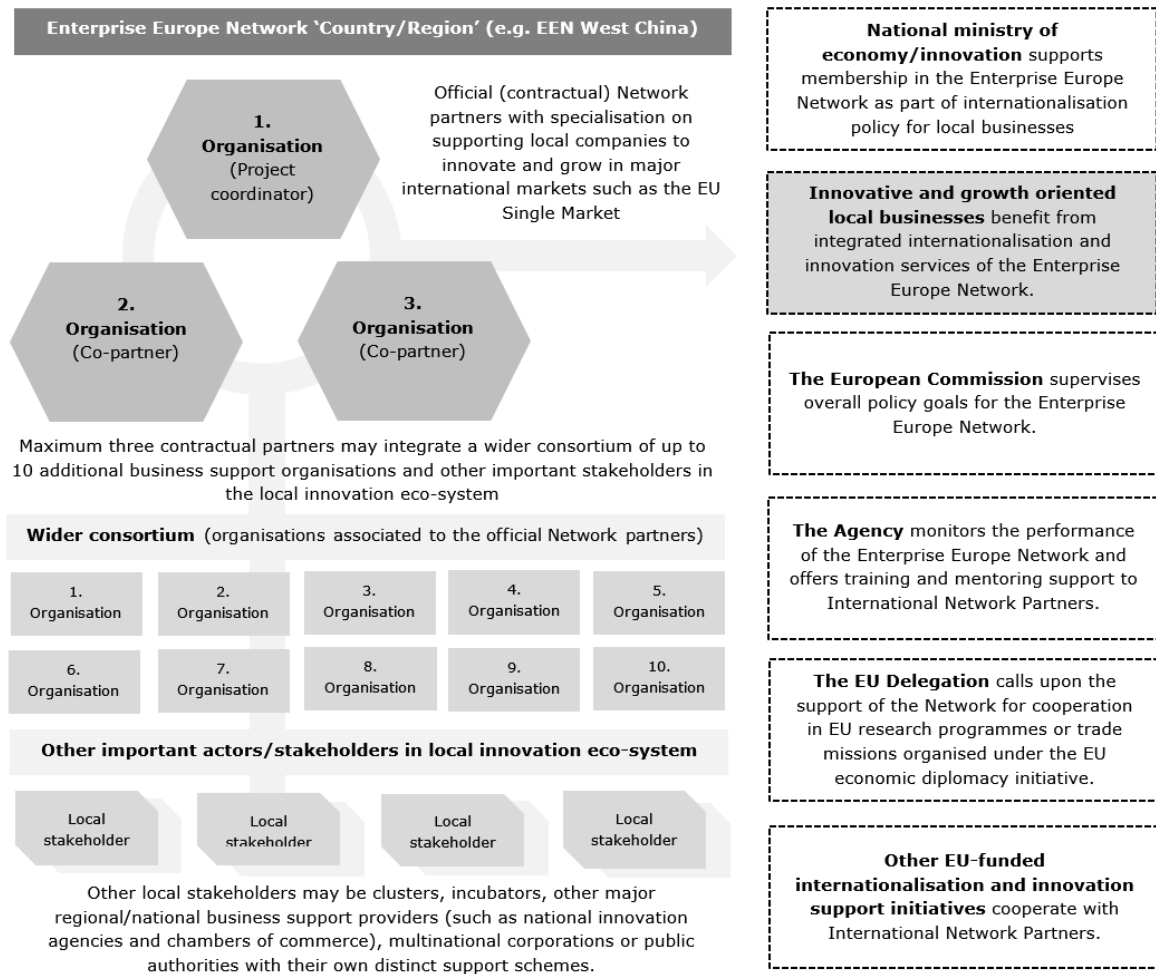 Enterprise Europe Network ‘Country/Region’ (e.g. EEN West China)
1.
Organisation
(Project
coordinator)
Official (contractual) Network
partners with specialisation on
supporting local companies to
innovate and grow in major
international markets such as the EU
Single Market
2.
Organisation
(Co-partner)
3.
Organisation
(Co-partner)
Maximum three contractual partners may integrate a wider consortium of up to
10 additional business support organisations and other important stakeholders in
the local innovation eco-system
Wider consortium (organisations associated to the official Network partners)
1.
Organisation
2.
Organisation
3.
Organisation
4.
Organisation
5.
Organisation
6.
Organisation
7.
Organisation
8.
Organisation
9.
Organisation
10.
Organisation
Other important actors/stakeholders in local innovation eco-system
Local
stakeholder
Local
stakeholder
Local
stakeholder
Local
stakeholder
Other local stakeholders may be clusters, incubators, other major
regional/national business support providers (such as national innovation
agencies and chambers of commerce), multinational corporations or public
authorities with their own distinct support schemes.
National ministry of
economy/innovation supports
membership in the Enterprise Europe
Network as part of internationalisation
policy for local businesses
Innovative and growth oriented
local businesses benefit from
integrated internationalisation and
innovation services of the Enterprise
Europe Network.
The European Commission supervises
overall policy goals for the Enterprise
Europe Network.
The Agency monitors the performance
of the Enterprise Europe Network and
offers training and mentoring support to
International Network Partners.
The EU Delegation calls upon the
support of the Network for cooperation
in EU research programmes or trade
missions organised under the EU
economic diplomacy initiative.
Other EU-funded
internationalisation and innovation
support initiatives cooperate with
International Network Partners.